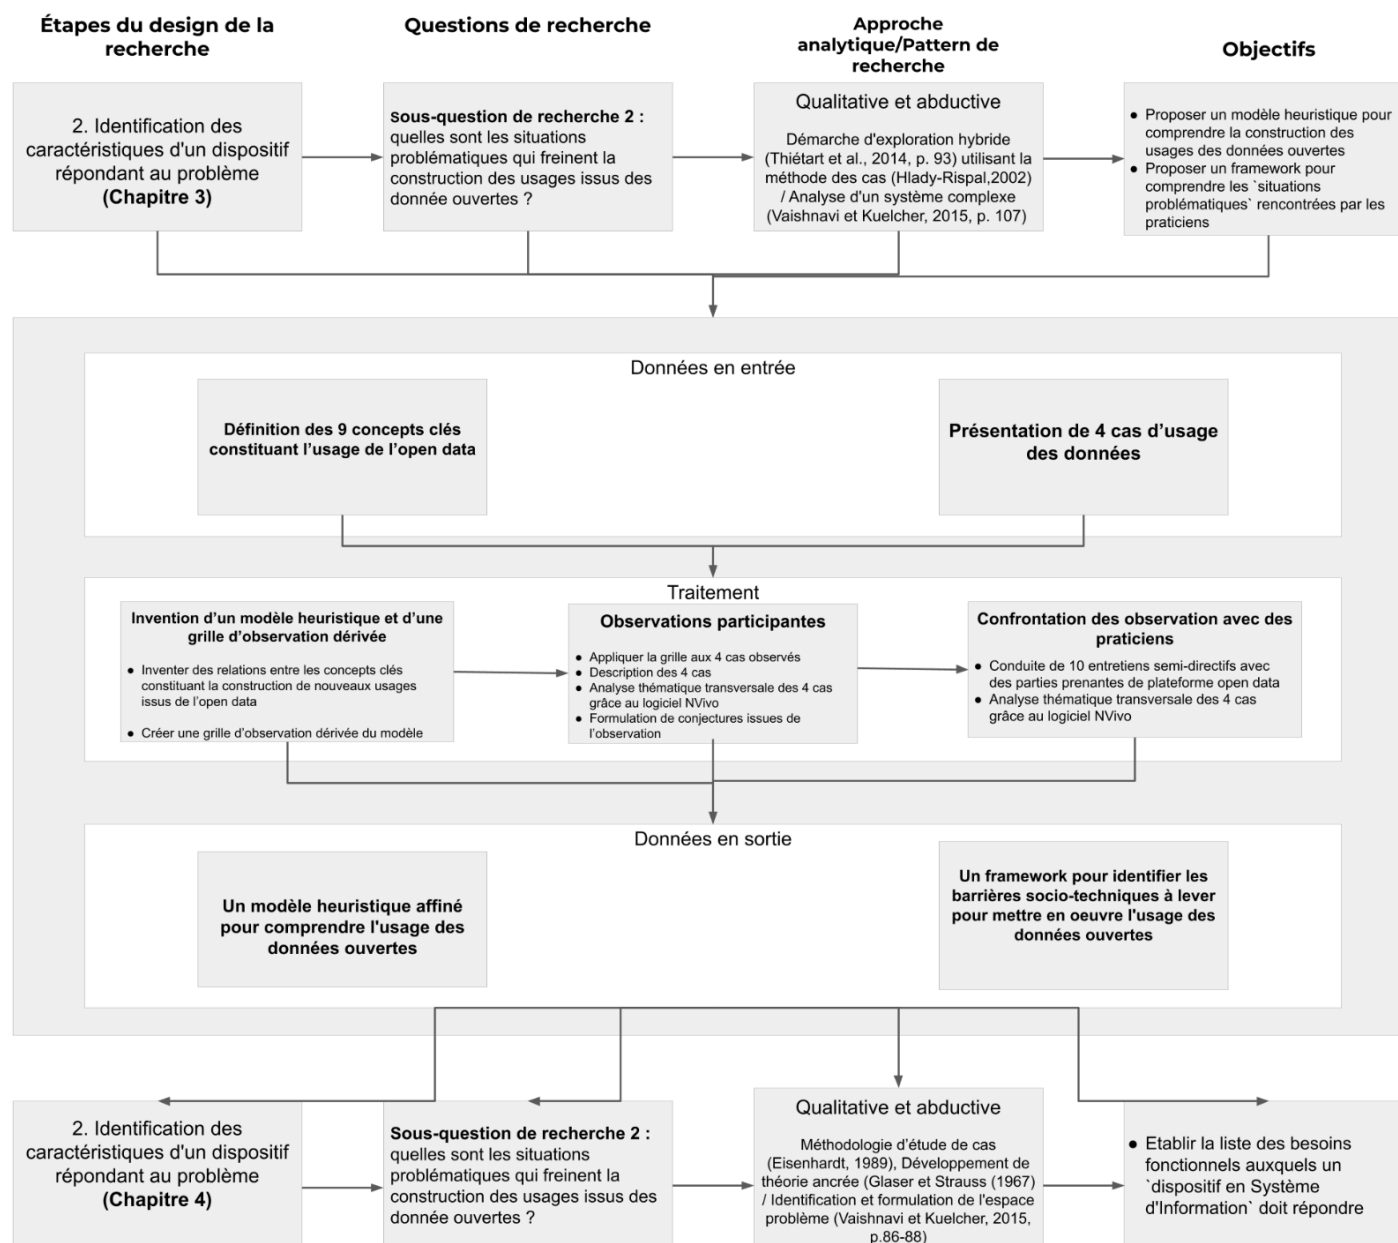 Étapes du design de la
recherche
Questions de recherche
Approche
analytique/Pattern de
recherche
Objectifs
2. Identification des
caractéristiques d'un dispositif
répondant au problème
(Chapitre 3)
Sous-question de recherche 2 :
quelles sont les situations
problématiques qui freinent la
construction des usages issus des
donnée ouvertes ?
Qualitative et abductive
Démarche d'exploration hybride
(Thiétart et al., 2014, p. 93) utilisant la
méthode des cas (Hlady-Rispal,2002)
/ Analyse d'un système complexe
(Vaishnavi et Kuelcher, 2015, p. 107)
● Proposer un modèle heuristique pour
comprendre la construction des
usages des données ouvertes
● Proposer un framework pour
comprendre les `situations
problématiques` rencontrées par les
praticiens
Données en entrée
Définition des 9 concepts clés
constituant l'usage de l'open data
Présentation de 4 cas d'usage
des données
Traitement
Invention d'un modèle heuristique et d'une
grille d'observation dérivée
● Inventer des relations entre les concepts clés
constituant la construction de nouveaux usages
issus de l'open data
● Créer une grille d'observation dérivée du modèle
Observations participantes
● Appliquer la grille aux 4 cas observés
● Description des 4 cas
● Analyse thématique transversale des 4 cas
grâce au logiciel NVivo
● Formulation de conjectures issues de
l'observation
Confrontation des observation avec des
praticiens
● Conduite de 10 entretiens semi-directifs avec
des parties prenantes de plateforme open data
● Analyse thématique transversale des 4 cas
grâce au logiciel NVivo
Données en sortie
Un modèle heuristique affiné
pour comprendre l'usage des
données ouvertes
Un framework pour identifier les
barrières socio-techniques à lever
pour mettre en oeuvre l'usage des
données ouvertes
2. Identification des
caractéristiques d'un dispositif
répondant au problème
(Chapitre 4)
Sous-question de recherche 2 :
quelles sont les situations
problématiques qui freinent la
construction des usages issus des
donnée ouvertes ?
Qualitative et abductive
Méthodologie d'étude de cas
(Eisenhardt, 1989), Développement de
théorie ancrée (Glaser et Strauss (1967)
/ Identification et formulation de l'espace
problème (Vaishnavi et Kuelcher, 2015,
p.86-88)
● Etablir la liste des besoins
fonctionnels auxquels un
`dispositif en Système
d'Information` doit répondre